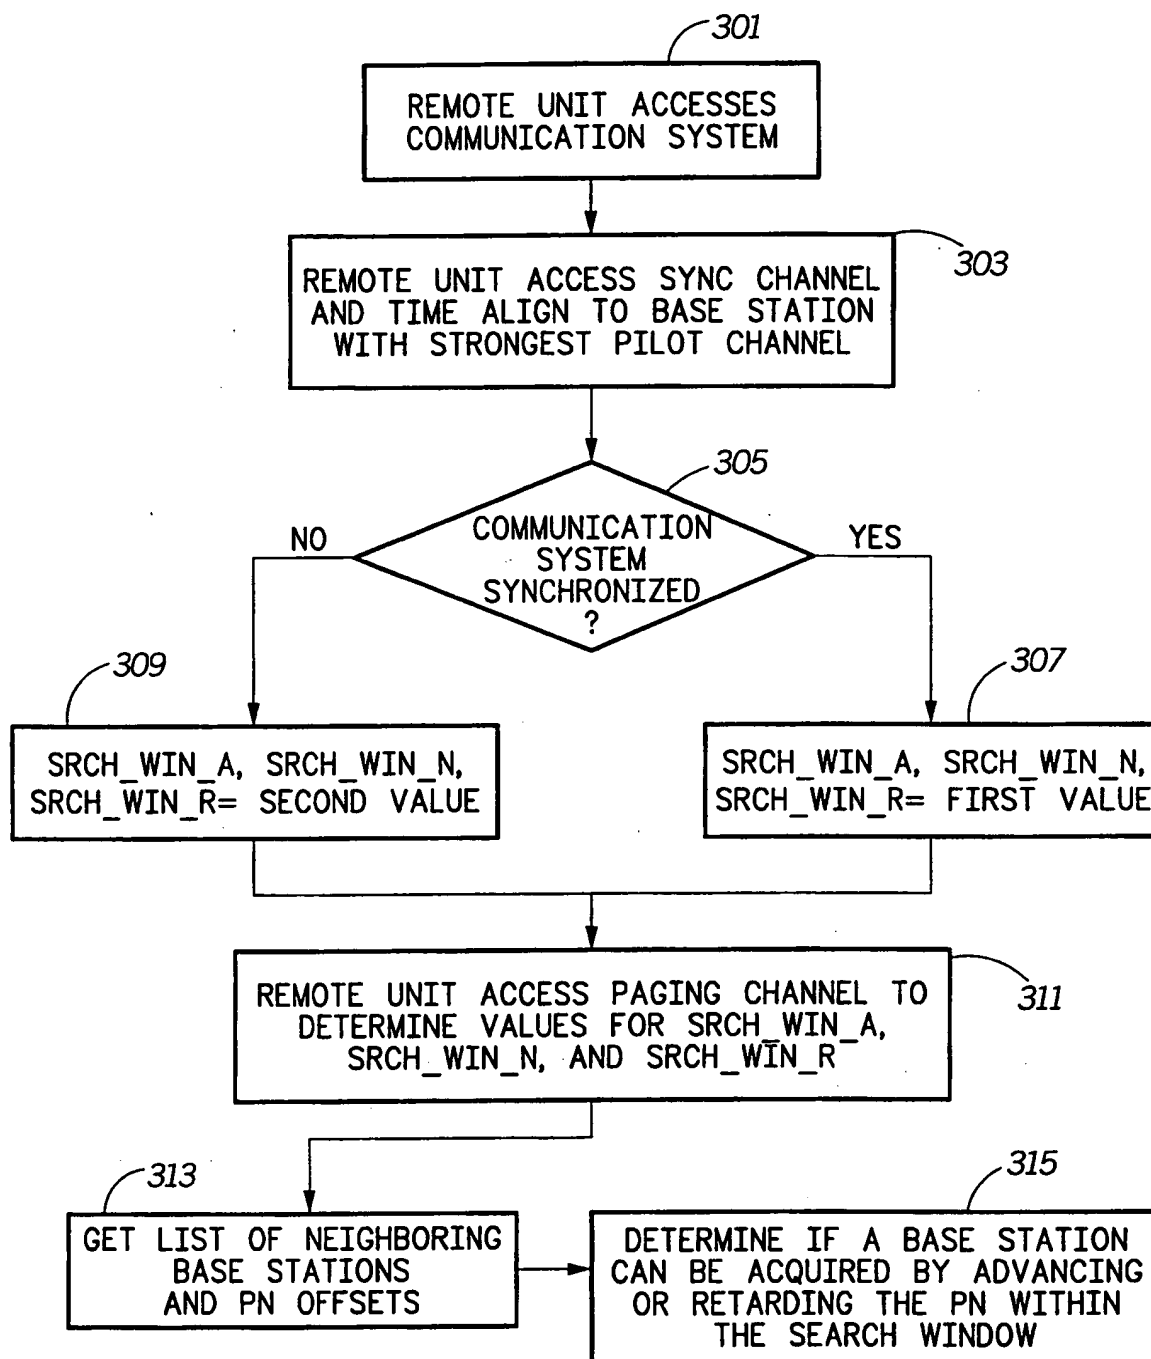 301
REMOTE UNIT ACCESSES
COMMUNICATION SYSTEM
303
REMOTE UNIT ACCESS SYNC CHANNEL
AND TIME ALIGN TO BASE STATION
WITH STRONGEST PILOT CHANNEL
305
COMMUNICATION
SYSTEM
SYNCHRONIZED
?
NO
YES
309
SRCH_WIN_A, SRCH_WIN_N,
SRCH_WIN_R= SECOND VALUE
307
SRCH_WIN_A, SRCH_WIN_N,
SRCH_WIN_R= FIRST VALUE
311
REMOTE UNIT ACCESS PAGING CHANNEL TO
DETERMINE VALUES FOR SRCH_WIN_A,
SRCH_WIN_N, AND SRCH_WIN_R
313
GET LIST OF NEIGHBORING
BASE STATIONS
AND PN OFFSETS
315
DETERMINE IF A BASE STATION
CAN BE ACQUIRED BY ADVANCING
OR RETARDING THE PN WITHIN
THE SEARCH WINDOW